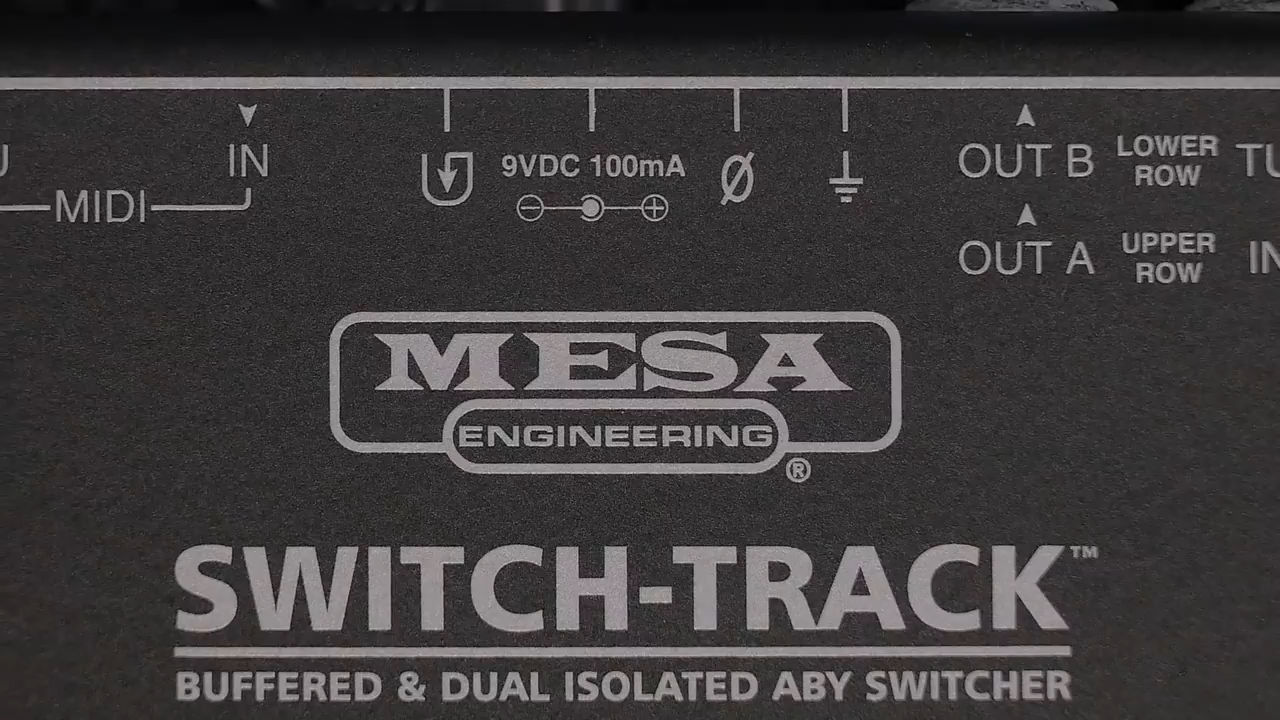 IN
MIDI
9VDC 100mA
Ø
OUT B LOWER ROW
OUT A UPPER ROW
MESA
ENGINEERING®
SWITCH-TRACK™
BUFFERED & DUAL ISOLATED ABY SWITCHER